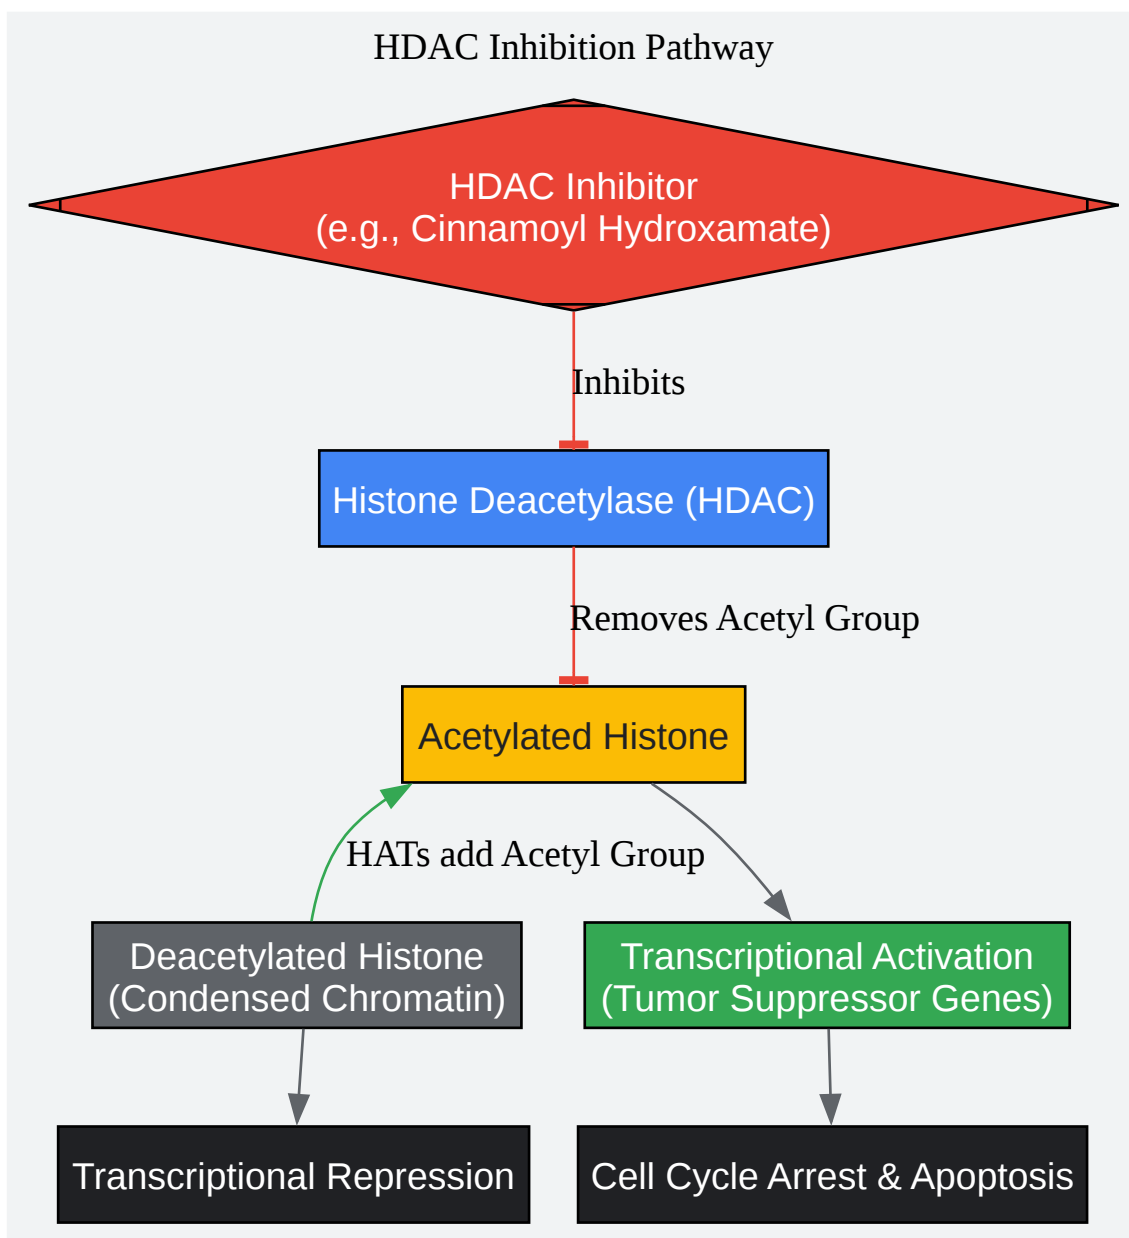 HDAC Inhibition Pathway
HDAC Inhibitor
(e.g., Cinnamoyl Hydroxamate)
Inhibits
Histone Deacetylase (HDAC)
Removes Acetyl Group
Acetylated Histone
HATs add Acetyl Group
Deacetylated Histone
(Condensed Chromatin)
Transcriptional Activation
(Tumor Suppressor Genes)
Transcriptional Repression
Cell Cycle Arrest & Apoptosis